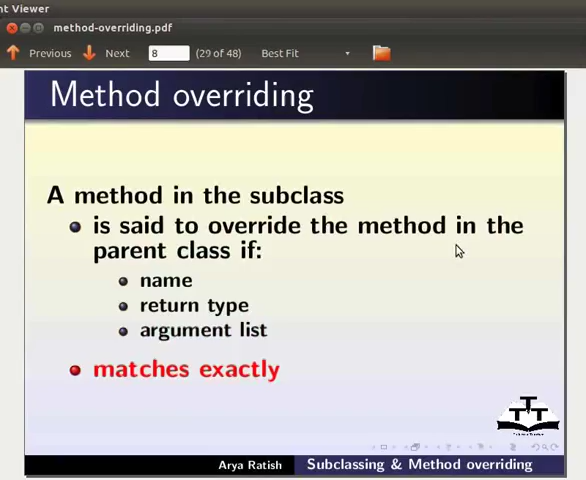 nt Viewer
method-overriding.pdf
Previous Next 8 (29 of 48) Best Fit
Method overriding
A method in the subclass
is said to override the method in the
parent class if:
name
return type
argument list
matches exactly
Arya Ratish Subclassing & Method overriding